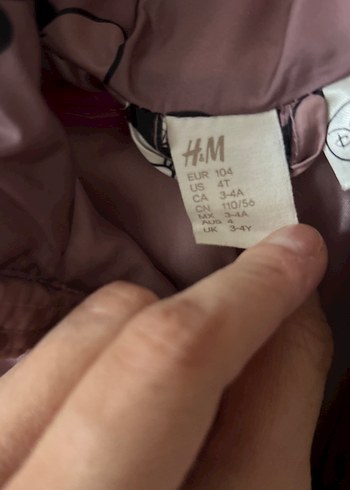 H&M
EUR 104
US 4T
CA 3-4A
CN 110/56
MX 3-4A
AUS 4
UK 3-4Y